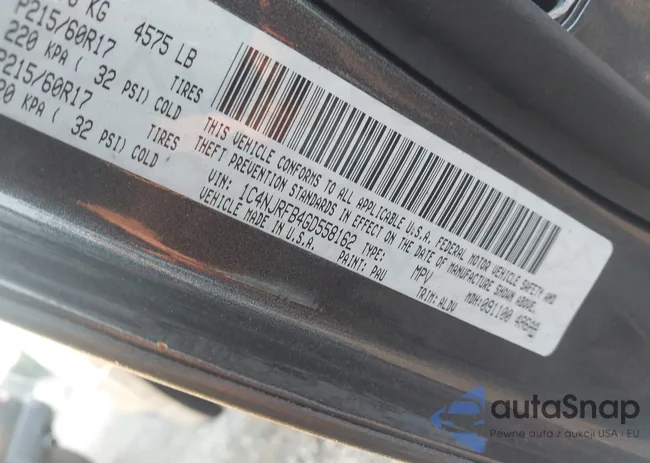 KG 4575 LB
P215/60R17 TIRES
220 KPA ( 32 PSI) COLD
P215/60R17 TIRES
( 32 PSI) COLD
THIS VEHICLE CONFORMS TO ALL APPLICABLE U.S.A. FEDERAL MOTOR VEHICLE SAFETY AND
THEFT PREVENTION STANDARDS IN EFFECT ON THE DATE OF MANUFACTURE SHOWN ABOVE.
VIN: 1C4NJRFB4GD558162 TYPE: MPV MDH:091100
VEHICLE MADE IN U.S.A. PAINT: PAU TRIM: ALDV
autaSnap
Pewne auta z aukcji USA i EU